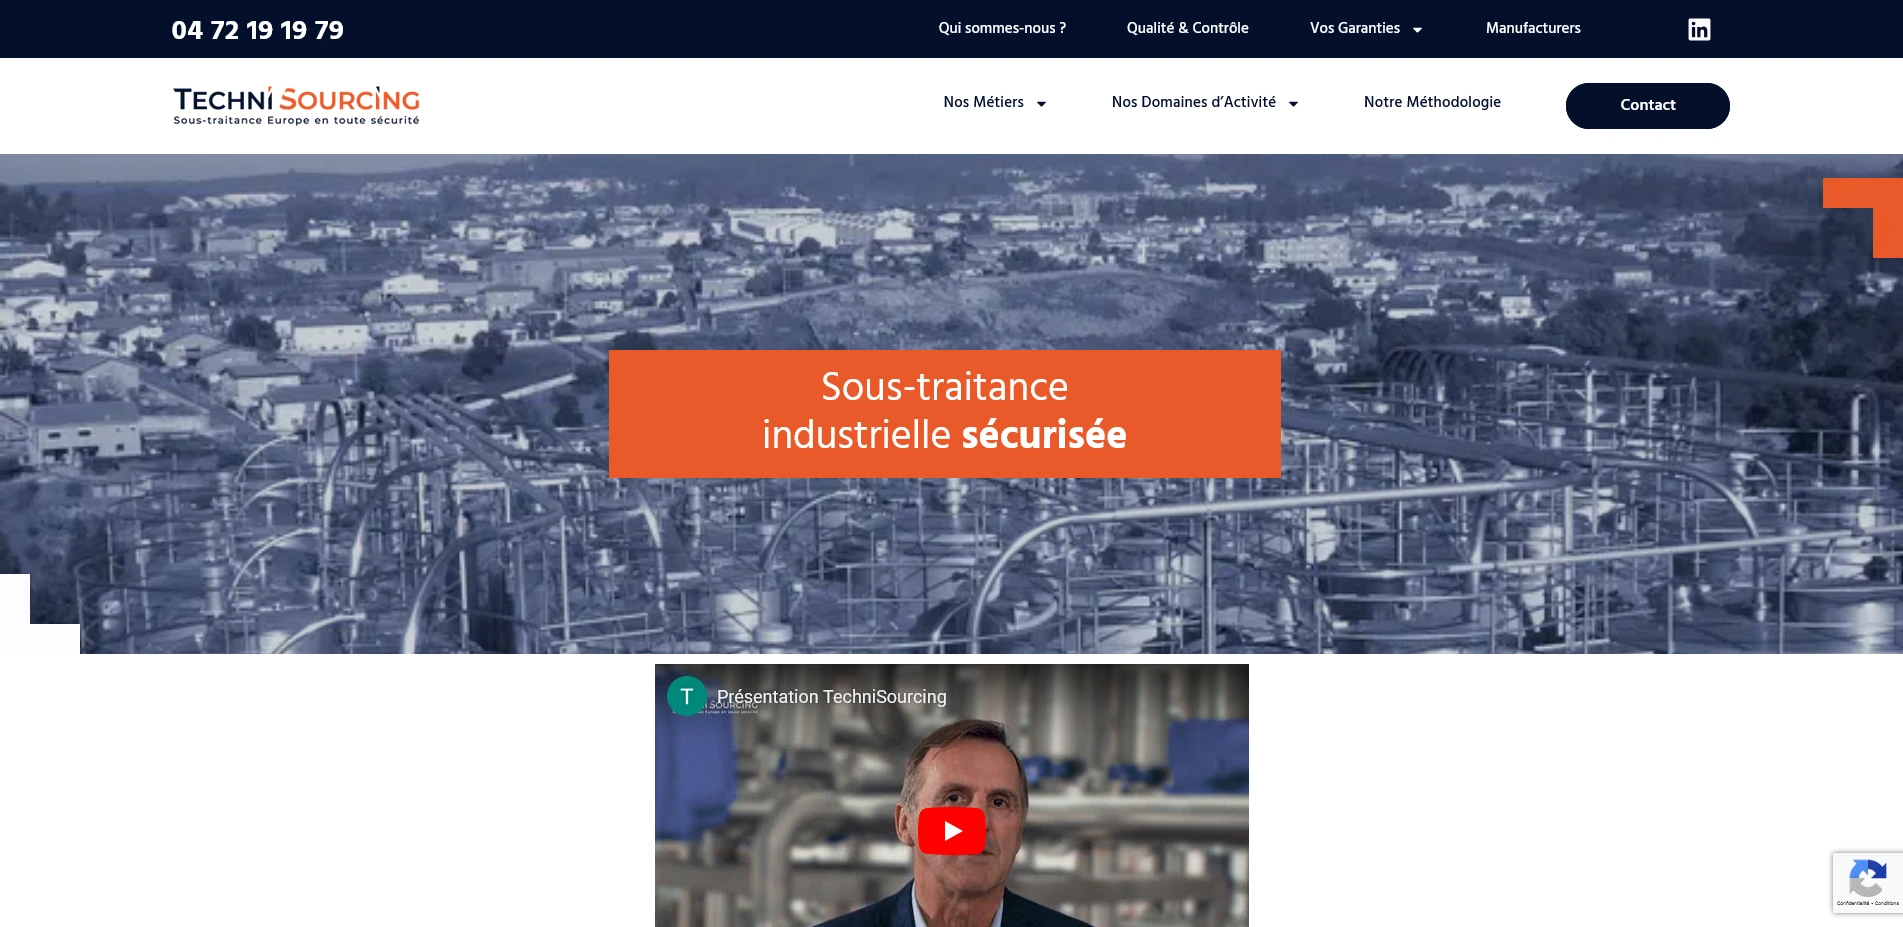 04 72 19 19 79
Qui sommes-nous ?
Qualité & Contrôle
Vos Garanties
Manufacturers
TECHNI SOURCING
Sous-traitance Europe en toute sécurité
Nos Métiers
Nos Domaines d’Activité
Notre Méthodologie
Contact
Sous-traitance
industrielle sécurisée
T
Présentation TechniSourcing
Confidentialité - Conditions